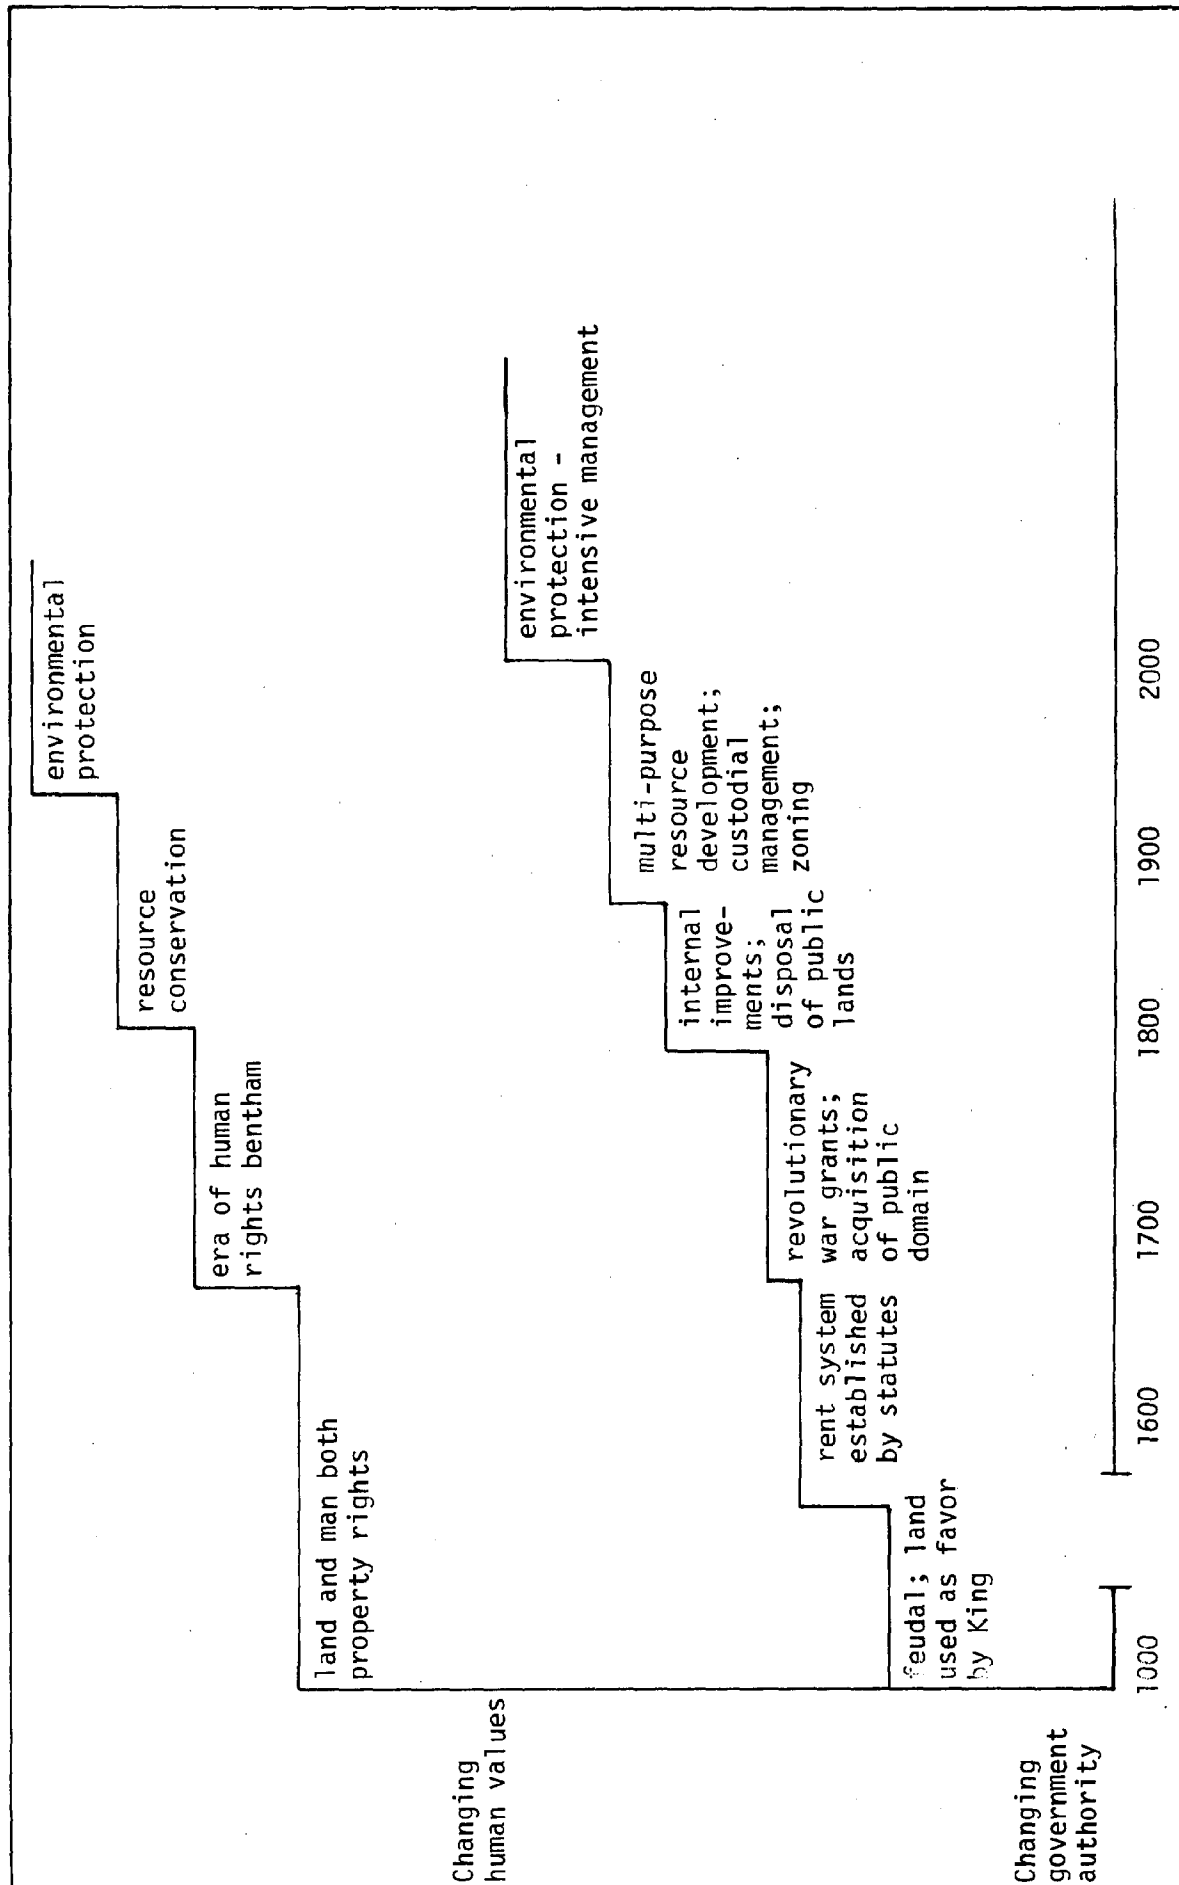 environmental
protection
resource
conservation
era of human
rights bentham
land and man both
property rights
Changing
human values
environmental
protection -
intensive management
multi-purpose
resource
development;
custodial
management;
zoning
internal
improve-
ments;
disposal
of public
lands
revolutionary
war grants;
acquisition
of public
domain
rent system
established
by statutes
feudal; land
used as favor
by King
Changing
government
authority
1000
1600
1700
1800
1900
2000